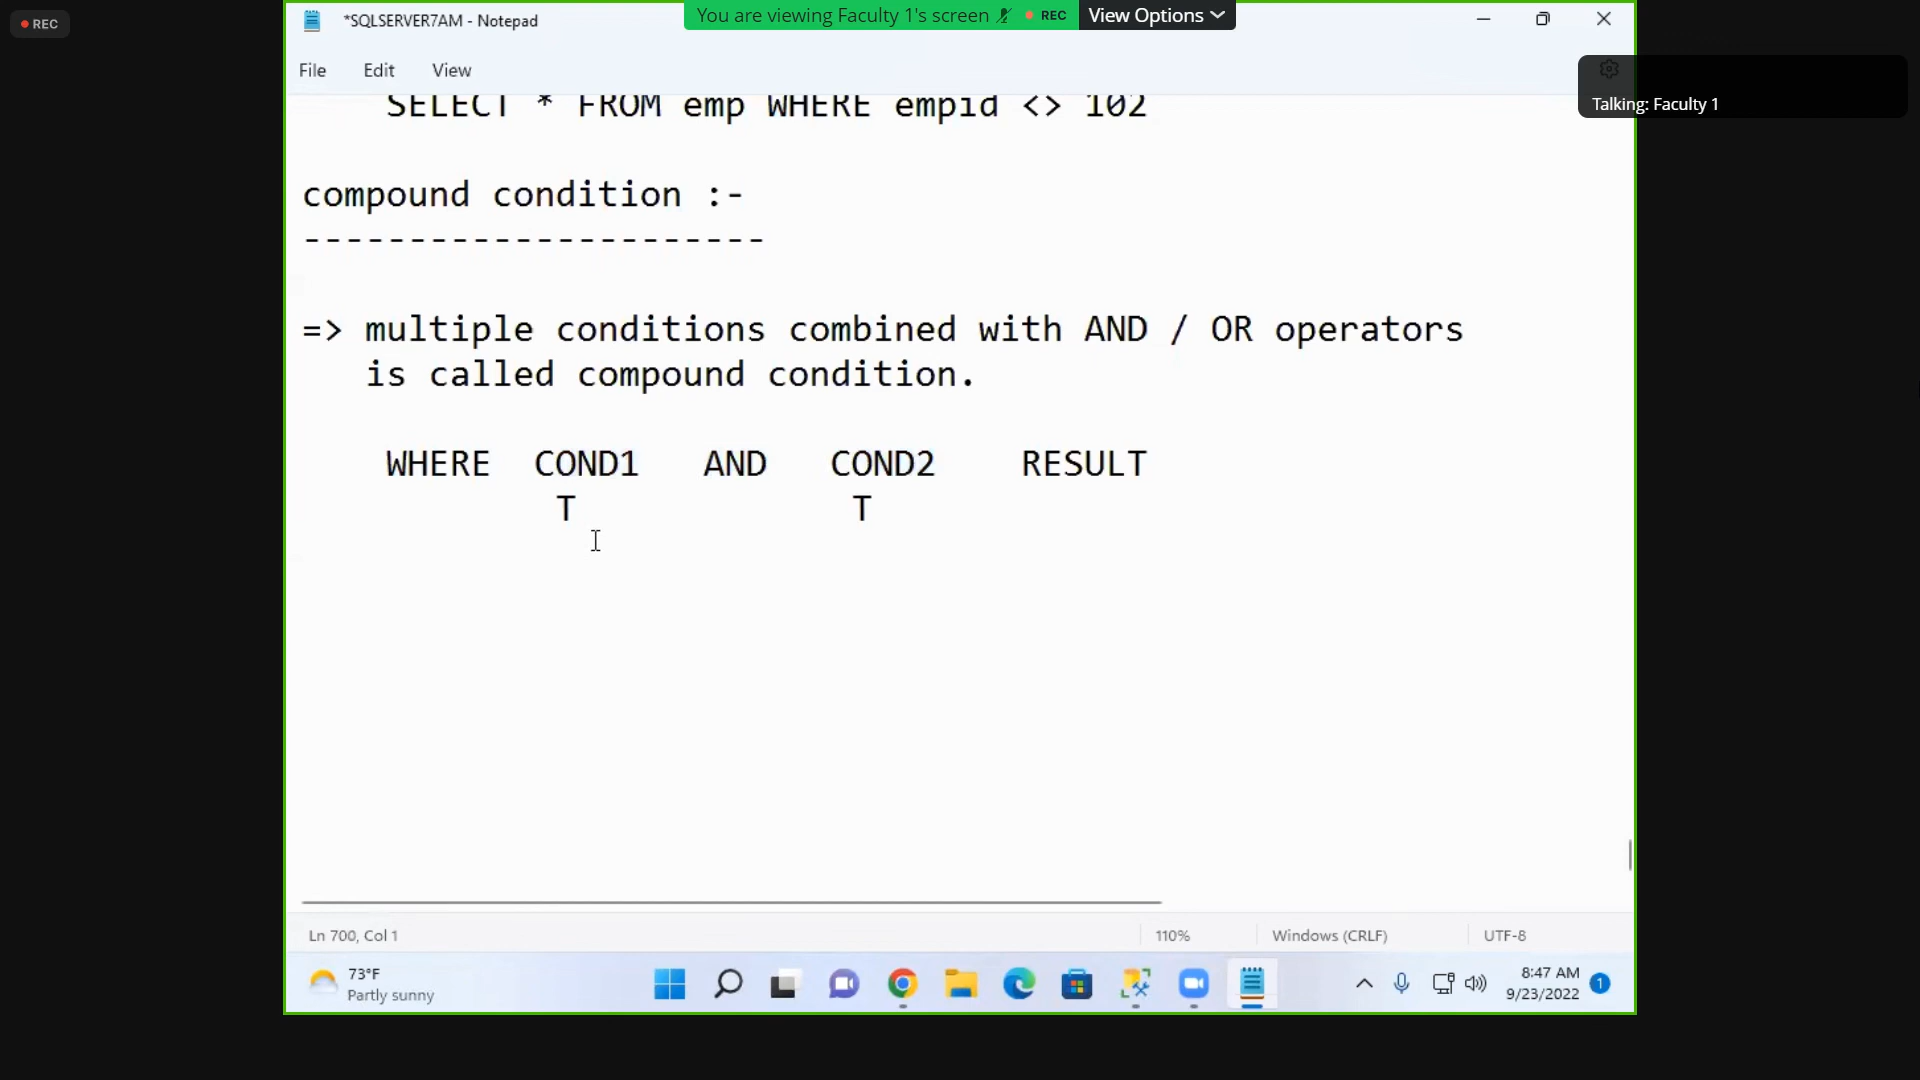 REC
*SQLSERVER7AM - Notepad
You are viewing Faculty 1's screen REC View Options
File Edit View
Talking: Faculty 1
SELECT * FROM emp WHERE empid <> 102
compound condition :-
----------------------
=> multiple conditions combined with AND / OR operators
is called compound condition.
WHERE COND1 AND COND2 RESULT
T T
Ln 700, Col 1 110% Windows (CRLF) UTF-8
73°F
Partly sunny
8:47 AM
9/23/2022
1